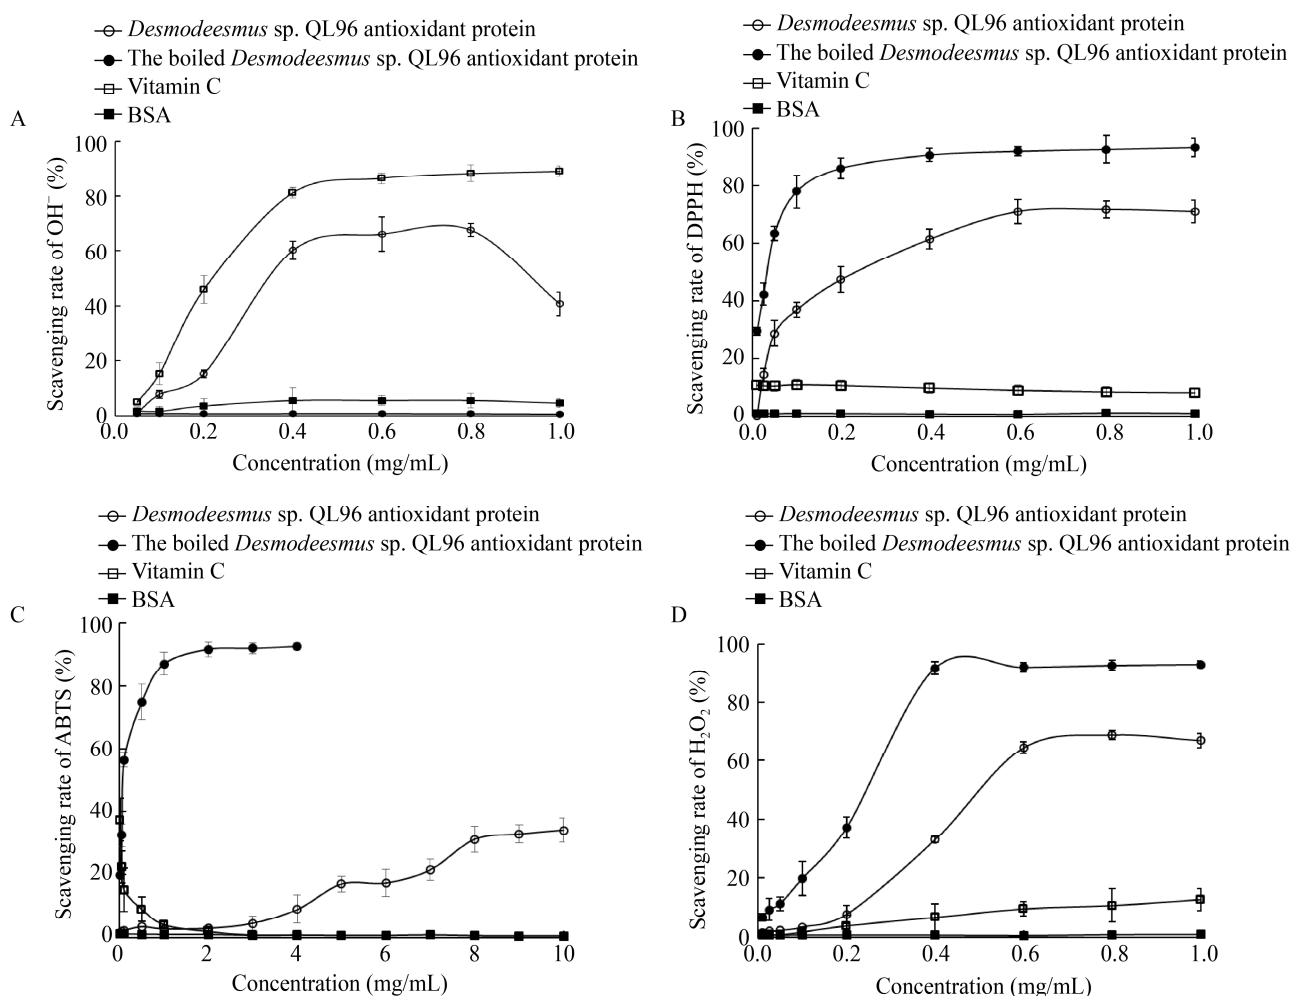 Desmodeesmus sp. QL96 antioxidant protein
The boiled Desmodeesmus sp. QL96 antioxidant protein
Vitamin C
BSA
A
Scavenging rate of OH⁻ (%)
100
80
60
40
20
0
0.0 0.2 0.4 0.6 0.8 1.0
Concentration (mg/mL)
Desmodeesmus sp. QL96 antioxidant protein
The boiled Desmodeesmus sp. QL96 antioxidant protein
Vitamin C
BSA
B
Scavenging rate of DPPH (%)
100
80
60
40
20
0
0.0 0.2 0.4 0.6 0.8 1.0
Concentration (mg/mL)
Desmodeesmus sp. QL96 antioxidant protein
The boiled Desmodeesmus sp. QL96 antioxidant protein
Vitamin C
BSA
C
Scavenging rate of ABTS (%)
100
80
60
40
20
0
0 2 4 6 8 10
Concentration (mg/mL)
Desmodeesmus sp. QL96 antioxidant protein
The boiled Desmodeesmus sp. QL96 antioxidant protein
Vitamin C
BSA
D
Scavenging rate of H₂O₂ (%)
100
80
60
40
20
0
0.0 0.2 0.4 0.6 0.8 1.0
Concentration (mg/mL)